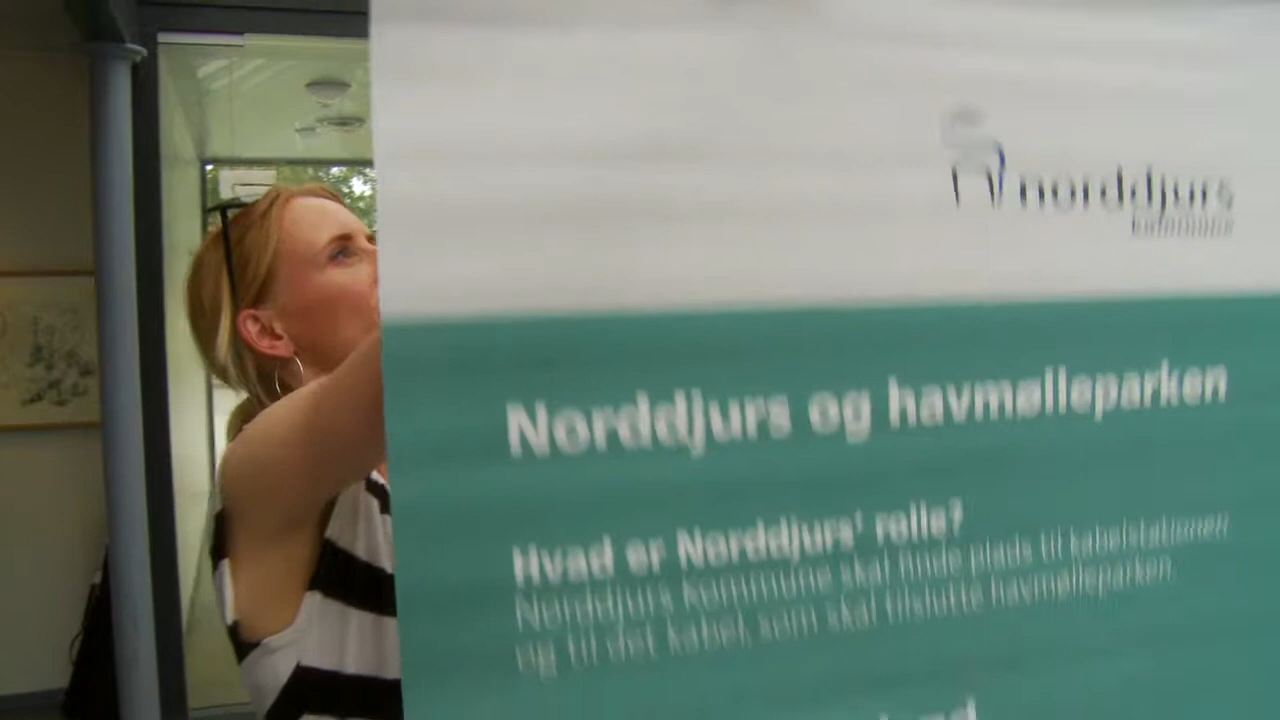 norddjurs
kommune
Norddjurs og havmølleparken
Hvad er Norddjurs' rolle?
Norddjurs Kommune skal finde plads til kabelstationen
og til det kabel, som skal tilslutte havmølleparken.